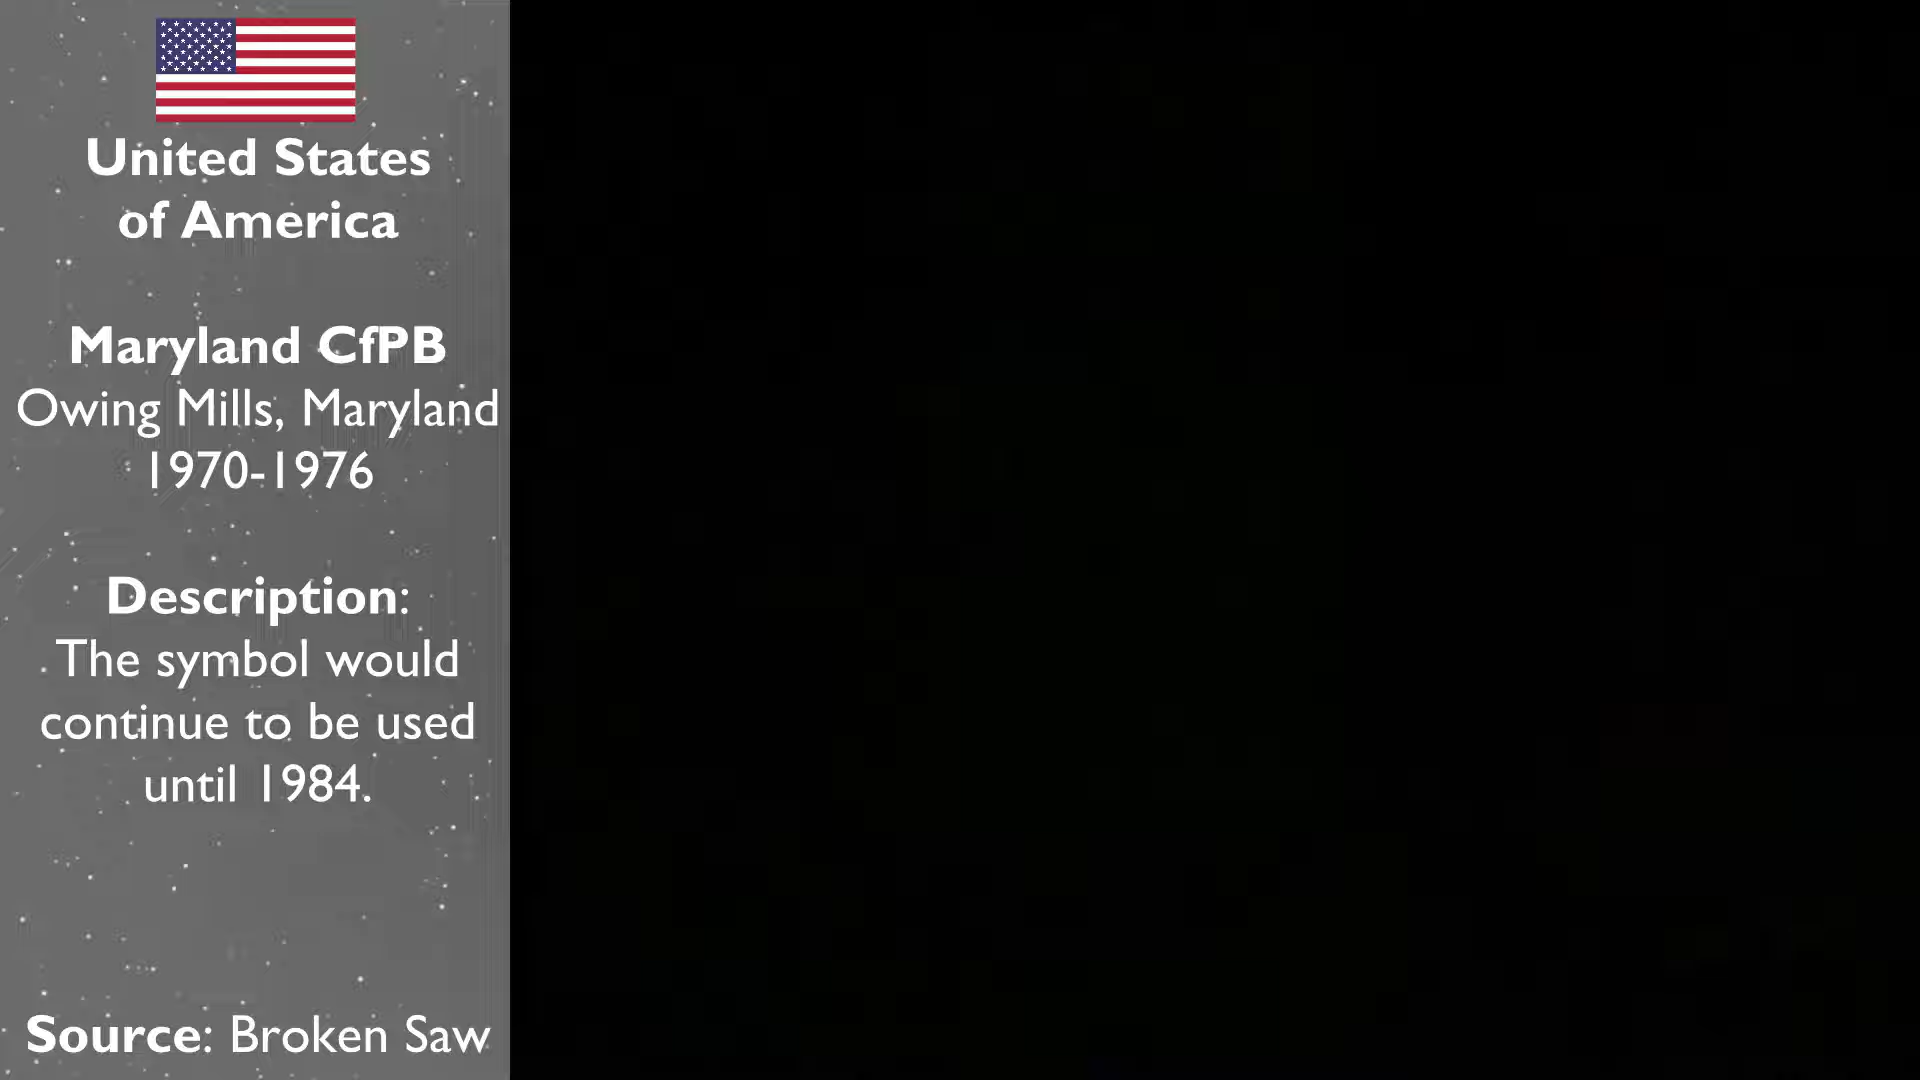 United States
of America
Maryland CfPB
Owing Mills, Maryland
1970-1976
Description:
The symbol would
continue to be used
until 1984.
Source: Broken Saw